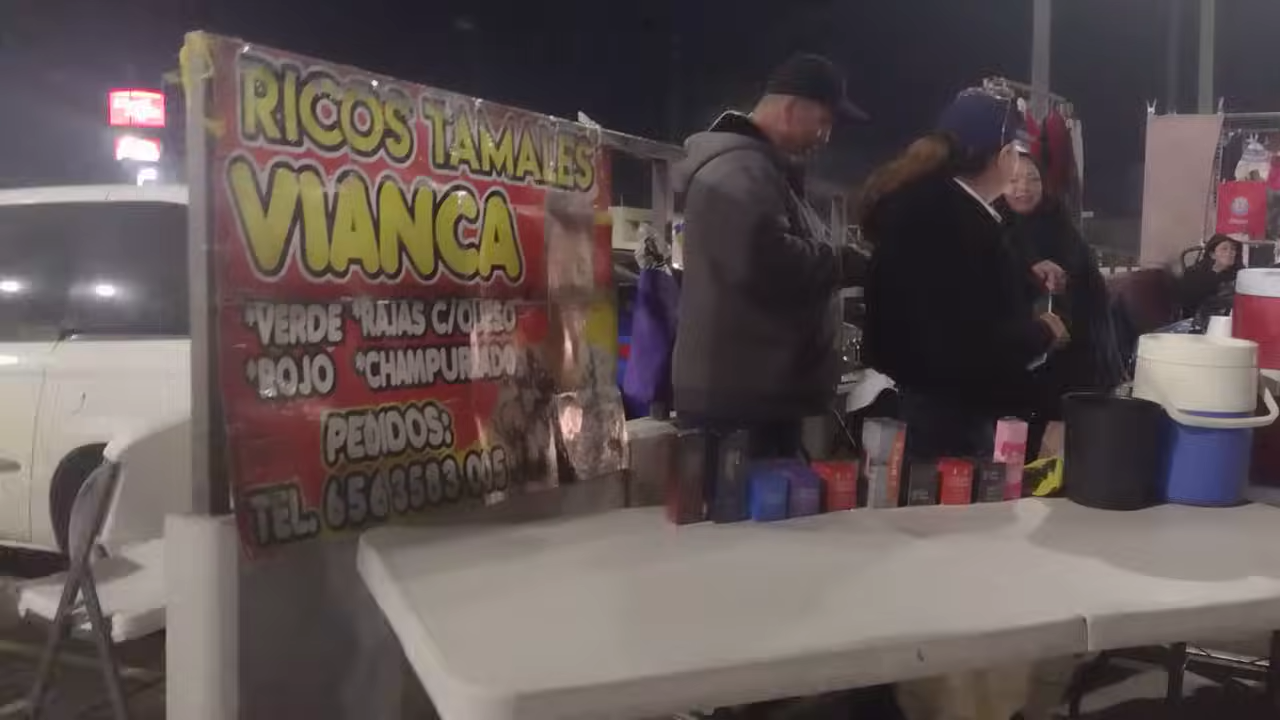 RICOS TAMALES
VIANCA
*VERDE *RAJAS C/QUESO
*ROJO *CHAMPURRADO
PEDIDOS:
TEL. 656 3583 005